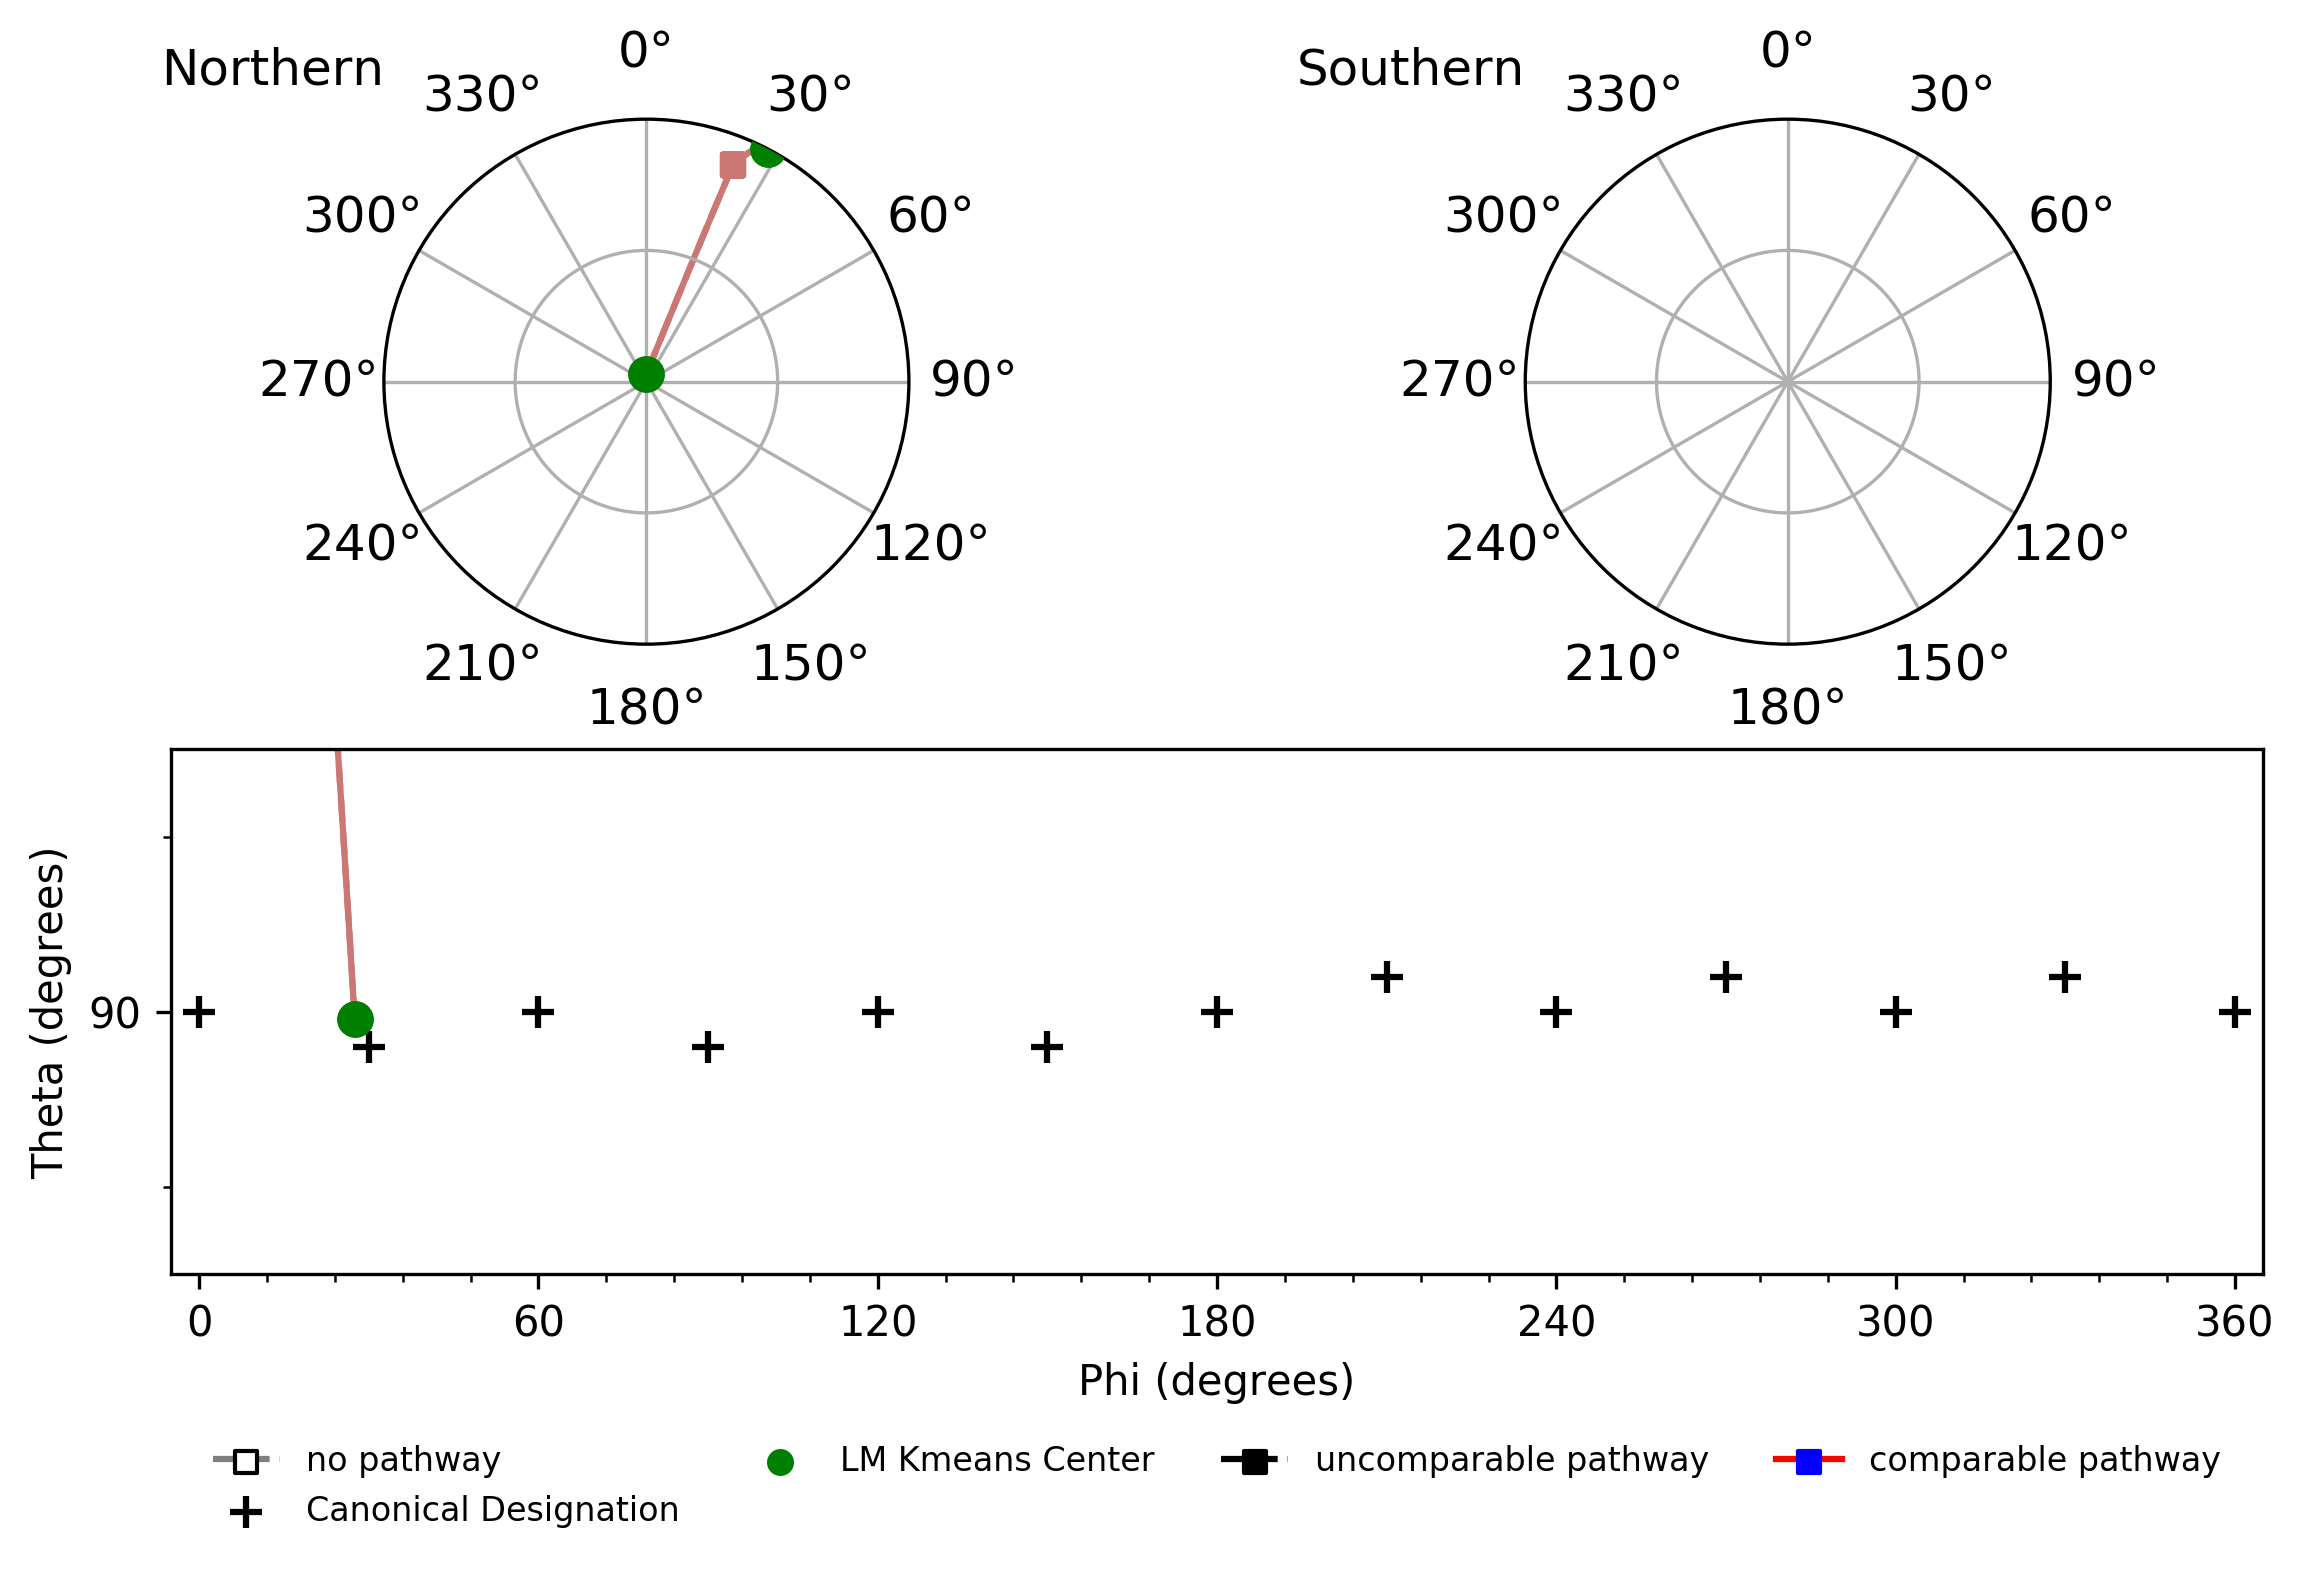 Northern
0°
30°
60°
90°
120°
150°
180°
210°
240°
270°
300°
330°
Southern
0°
30°
60°
90°
120°
150°
180°
210°
240°
270°
300°
330°
Theta (degrees)
90
0 60 120 180 240 300 360
Phi (degrees)
no pathway
Canonical Designation
LM Kmeans Center
uncomparable pathway
comparable pathway